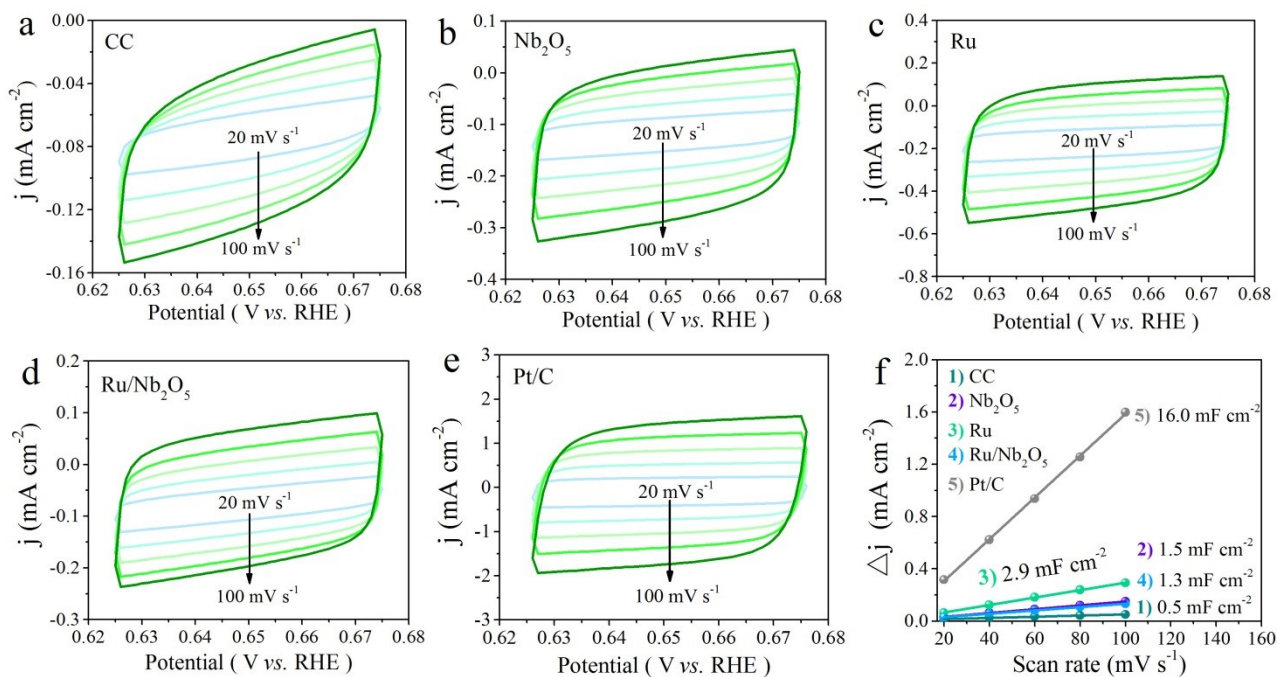 a
CC
0.00
-0.04
-0.08
-0.12
-0.16
j (mA cm⁻²)
20 mV s⁻¹
100 mV s⁻¹
0.62 0.63 0.64 0.65 0.66 0.67 0.68
Potential ( V vs. RHE )
b
Nb₂O₅
0.1
0.0
-0.1
-0.2
-0.3
-0.4
j (mA cm⁻²)
20 mV s⁻¹
100 mV s⁻¹
0.62 0.63 0.64 0.65 0.66 0.67 0.68
Potential ( V vs. RHE )
c
Ru
0.4
0.0
-0.2
-0.4
-0.6
-0.8
j (mA cm⁻²)
20 mV s⁻¹
100 mV s⁻¹
0.62 0.63 0.64 0.65 0.66 0.67 0.68
Potential ( V vs. RHE )
d
Ru/Nb₂O₅
0.2
0.1
0.0
-0.1
-0.2
-0.3
j (mA cm⁻²)
20 mV s⁻¹
100 mV s⁻¹
0.62 0.63 0.64 0.65 0.66 0.67 0.68
Potential ( V vs. RHE )
e
Pt/C
3
2
1
0
-1
-2
-3
j (mA cm⁻²)
20 mV s⁻¹
100 mV s⁻¹
0.62 0.63 0.64 0.65 0.66 0.67 0.68
Potential ( V vs. RHE )
f
2.0
1.6
1.2
0.8
0.4
0.0
△j (mA cm⁻²)
1) CC
2) Nb₂O₅
3) Ru
4) Ru/Nb₂O₅
5) Pt/C
5) 16.0 mF cm⁻²
3) 2.9 mF cm⁻²
2) 1.5 mF cm⁻²
4) 1.3 mF cm⁻²
1) 0.5 mF cm⁻²
20 40 60 80 100 120 140 160
Scan rate (mV s⁻¹)